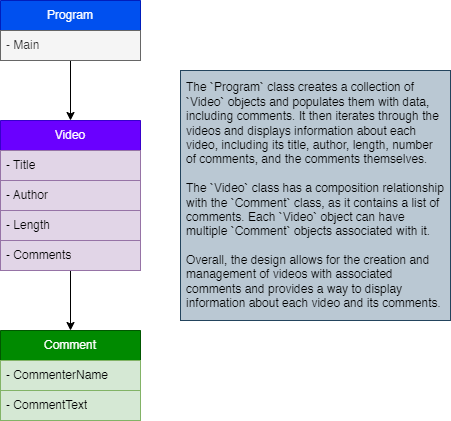 Program
- Main
Video
- Title
- Author
- Length
- Comments
Comment
- CommenterName
- CommentText
The `Program` class creates a collection of
`Video` objects and populates them with data,
including comments. It then iterates through the
videos and displays information about each
video, including its title, author, length, number
of comments, and the comments themselves.
The `Video` class has a composition relationship
with the `Comment` class, as it contains a list of
comments. Each `Video` object can have
multiple `Comment` objects associated with it.
Overall, the design allows for the creation and
management of videos with associated
comments and provides a way to display
information about each video and its comments.